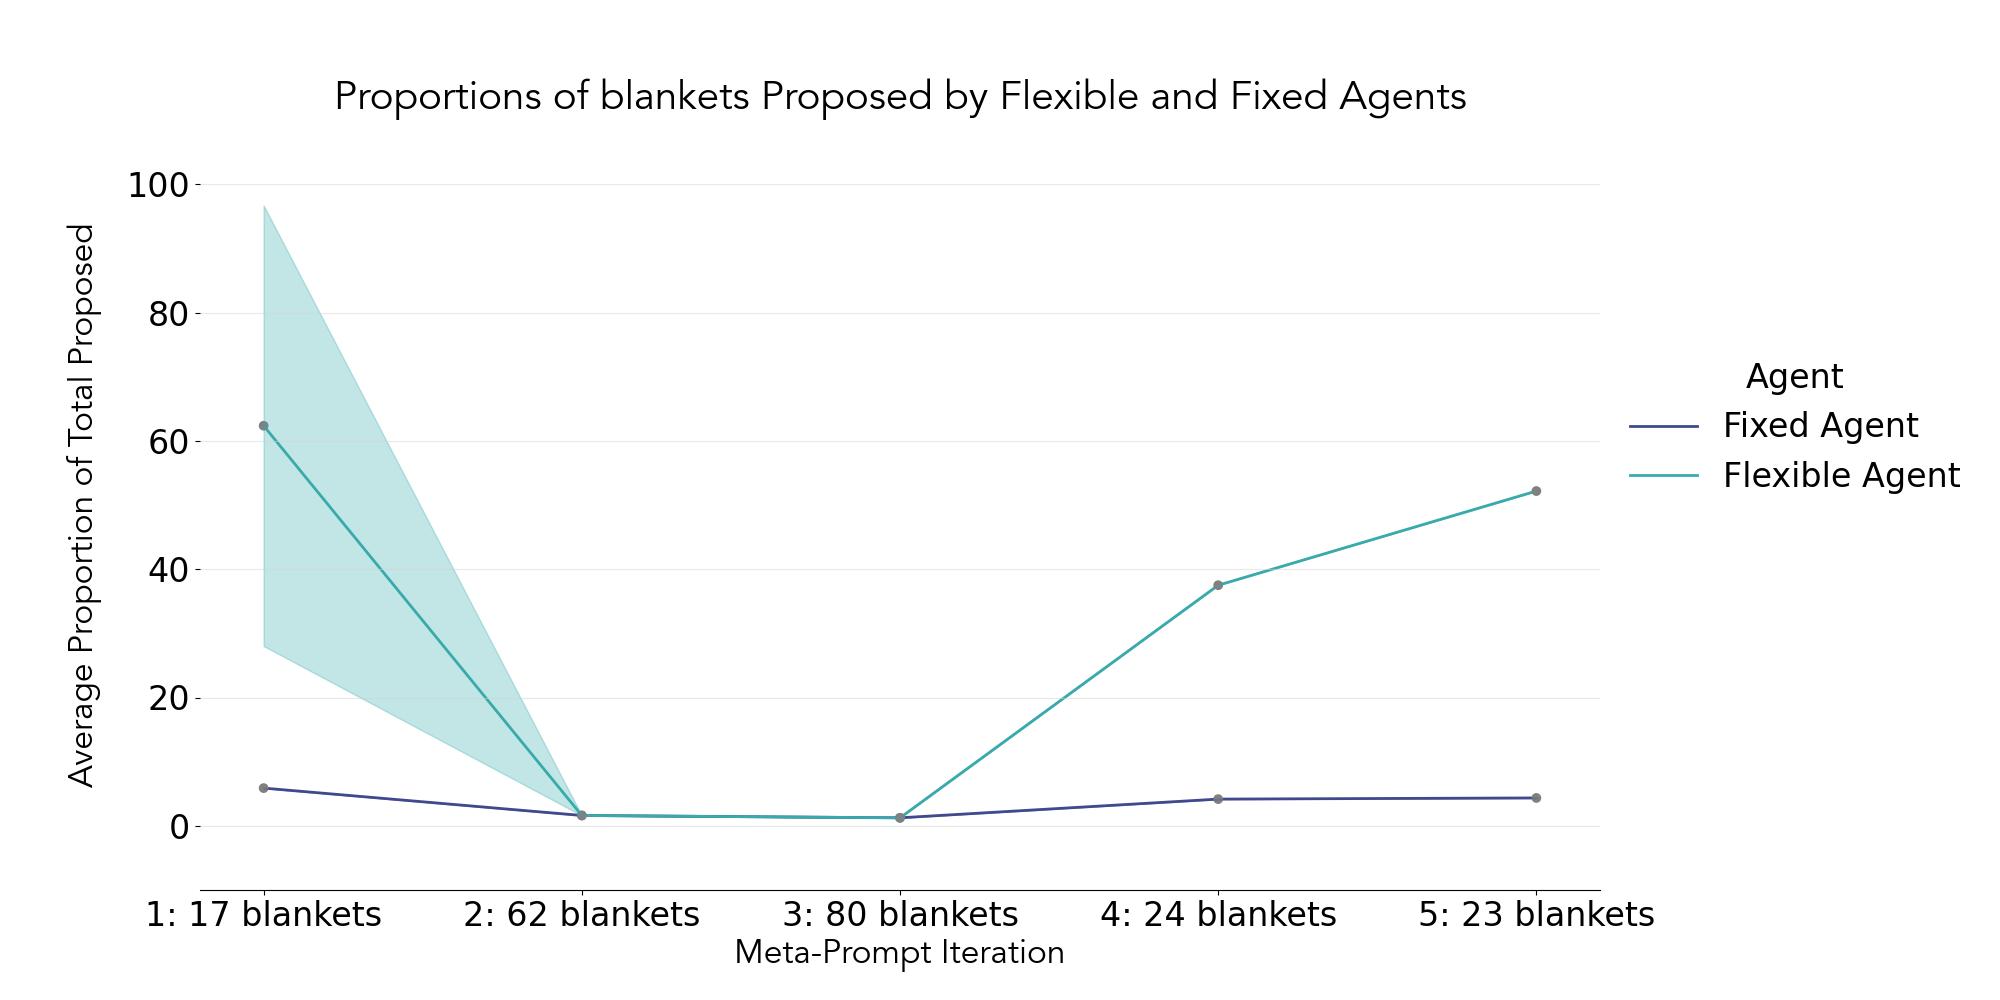 Proportions of blankets Proposed by Flexible and Fixed Agents
Average Proportion of Total Proposed
100
80
60
40
20
0
1: 17 blankets
2: 62 blankets
3: 80 blankets
4: 24 blankets
5: 23 blankets
Meta-Prompt Iteration
Agent
Fixed Agent
Flexible Agent